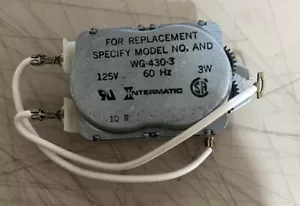 FOR REPLACEMENT
SPECIFY MODEL NO. AND
WG-430-3
125V 60 Hz 3W
INTERMATIC